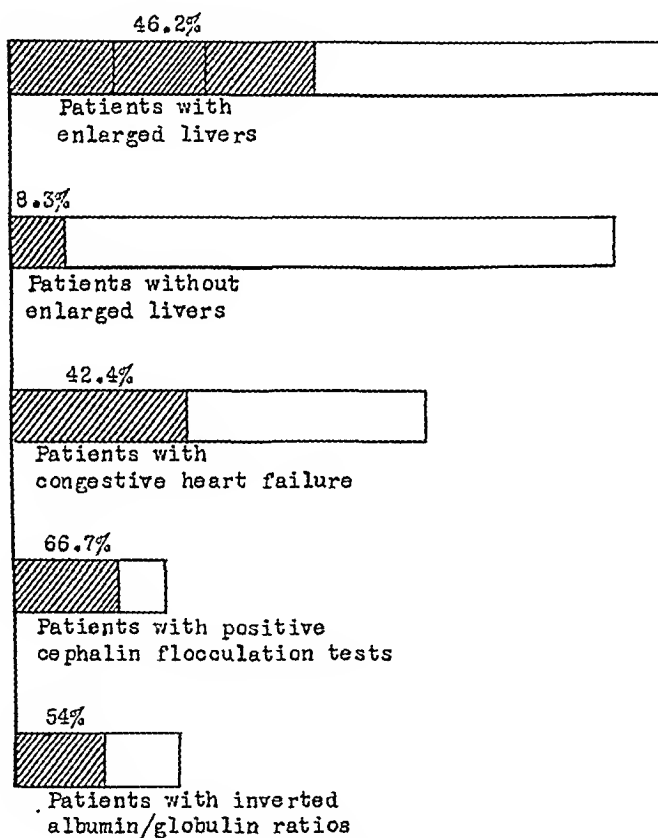 46.2%
Patients with
enlarged livers
8.3%
Patients without
enlarged livers
42.4%
Patients with
congestive heart failure
66.7%
Patients with positive
cephalin flocculation tests
54%
Patients with inverted
albumin/globulin ratios